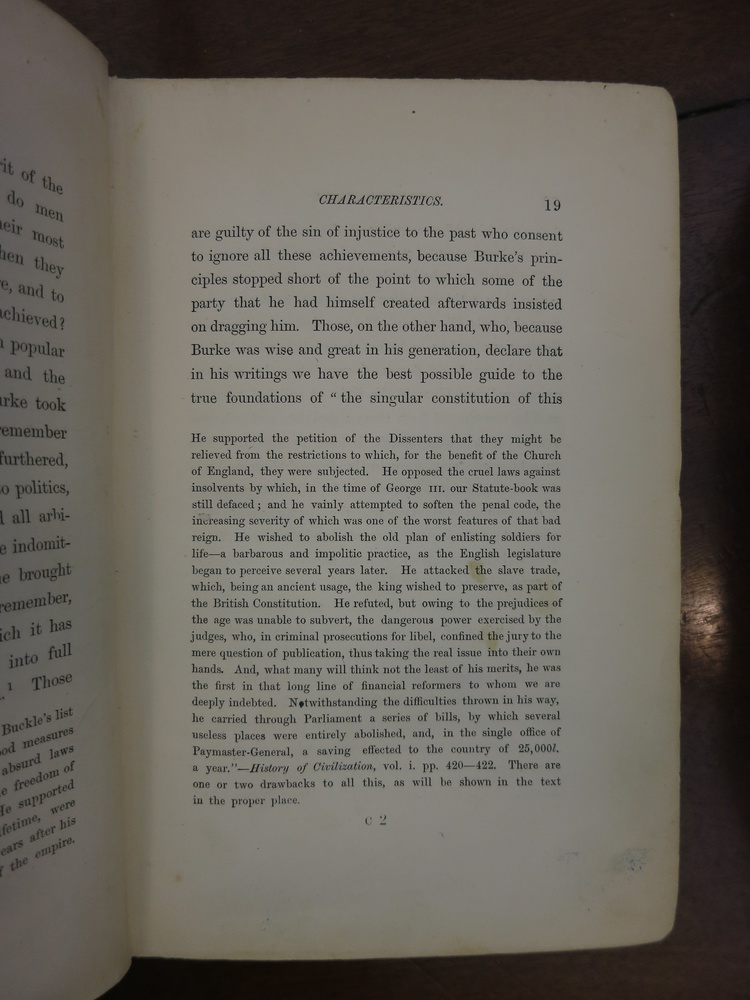 rit of the
do men
eir most
hen they
e, and to
achieved?
popular
and the
rke took
remember
furthered,
o politics,
all arbi-
e indomit-
e brought
remember,
ich it has
into full
1 Those
Buckle's list
od measures
absurd laws
e freedom of
He supported
fetime, were
ears after his
f the empire.
CHARACTERISTICS. 19
are guilty of the sin of injustice to the past who consent
to ignore all these achievements, because Burke's prin-
ciples stopped short of the point to which some of the
party that he had himself created afterwards insisted
on dragging him. Those, on the other hand, who, because
Burke was wise and great in his generation, declare that
in his writings we have the best possible guide to the
true foundations of "the singular constitution of this
He supported the petition of the Dissenters that they might be
relieved from the restrictions to which, for the benefit of the Church
of England, they were subjected. He opposed the cruel laws against
insolvents by which, in the time of George III. our Statute-book was
still defaced; and he vainly attempted to soften the penal code, the
increasing severity of which was one of the worst features of that bad
reign. He wished to abolish the old plan of enlisting soldiers for
life—a barbarous and impolitic practice, as the English legislature
began to perceive several years later. He attacked the slave trade,
which, being an ancient usage, the king wished to preserve, as part of
the British Constitution. He refuted, but owing to the prejudices of
the age was unable to subvert, the dangerous power exercised by the
judges, who, in criminal prosecutions for libel, confined the jury to the
mere question of publication, thus taking the real issue into their own
hands. And, what many will think not the least of his merits, he was
the first in that long line of financial reformers to whom we are
deeply indebted. Notwithstanding the difficulties thrown in his way,
he carried through Parliament a series of bills, by which several
useless places were entirely abolished, and, in the single office of
Paymaster-General, a saving effected to the country of 25,000l.
a year."—History of Civilization, vol. i. pp. 420—422. There are
one or two drawbacks to all this, as will be shown in the text
in the proper place.
C 2